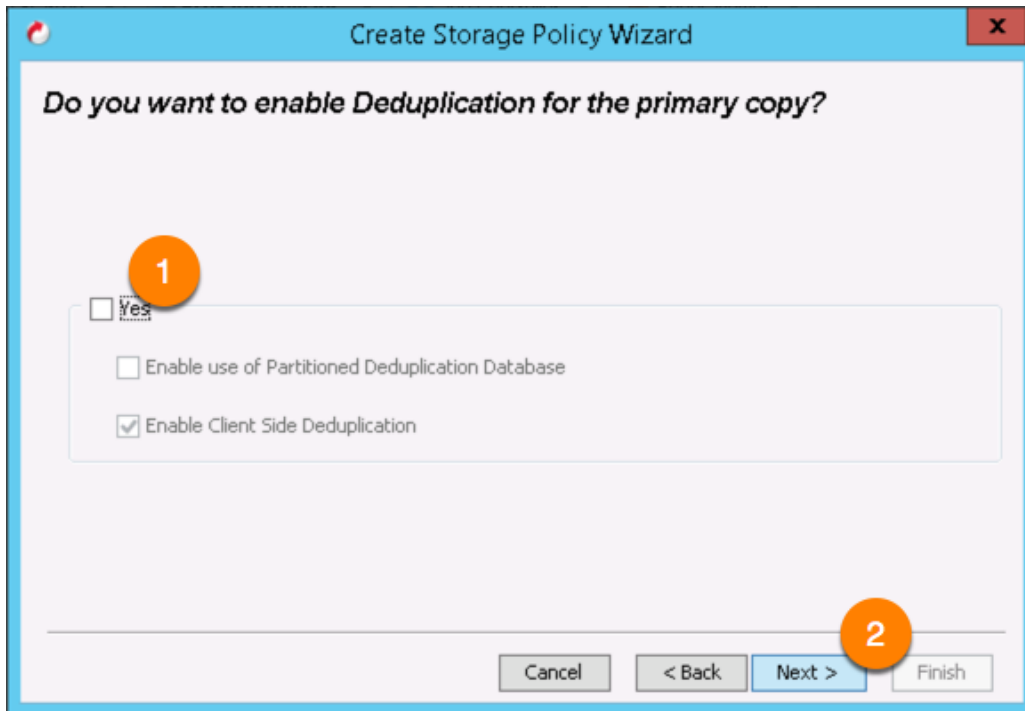 Create Storage Policy Wizard
x
Do you want to enable Deduplication for the primary copy?
1
Yes
Enable use of Partitioned Deduplication Database
Enable Client Side Deduplication
2
Cancel < Back Next > Finish